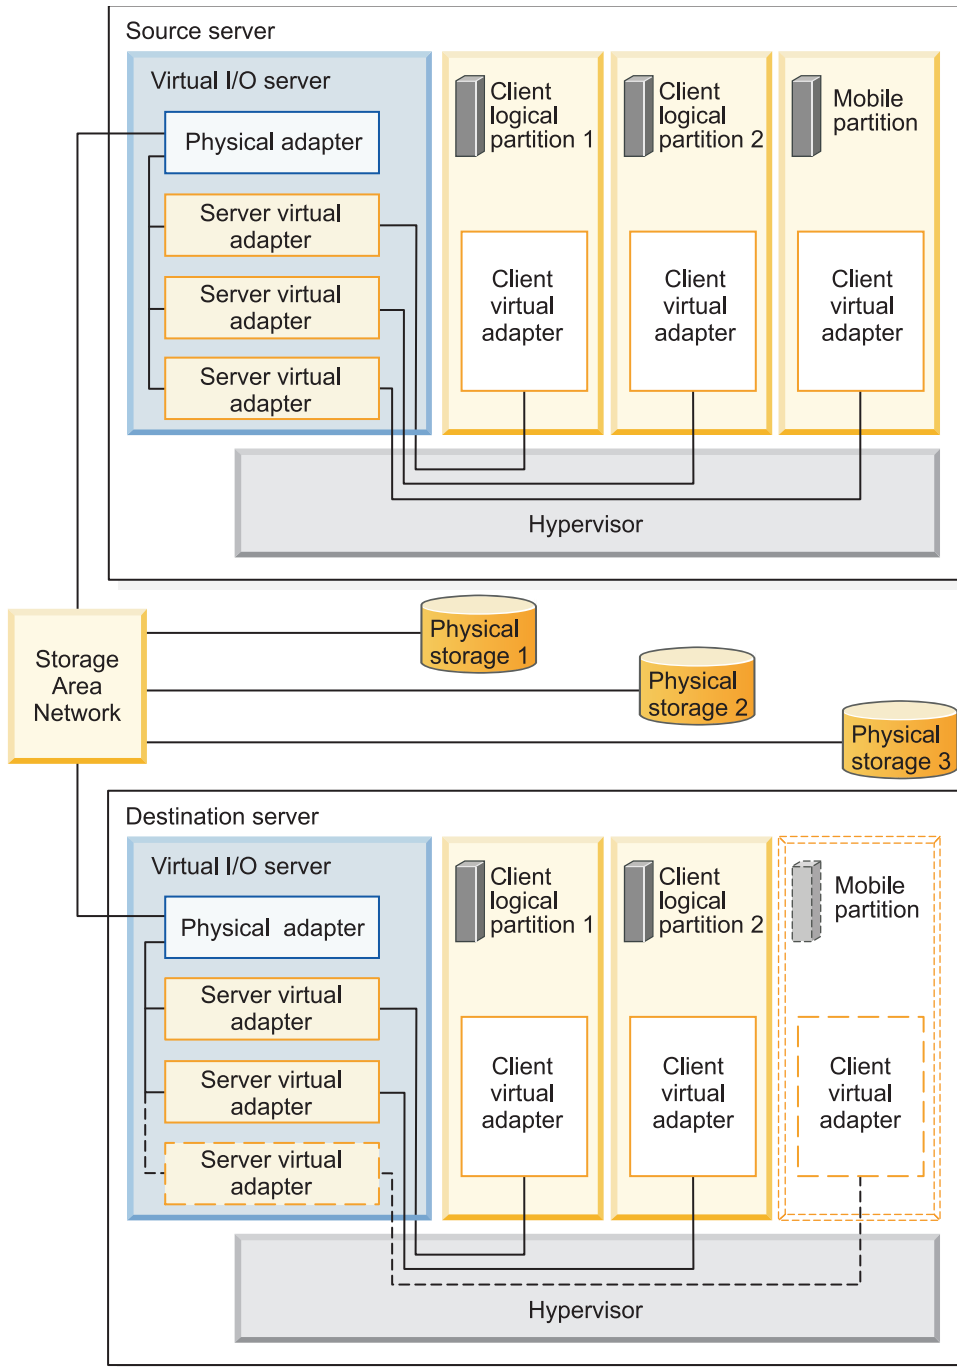 Source server
Virtual I/O server
Physical adapter
Server virtual
adapter
Server virtual
adapter
Server virtual
adapter
Client
logical
partition 1
Client
virtual
adapter
Client
logical
partition 2
Client
virtual
adapter
Mobile
partition
Client
virtual
adapter
Hypervisor
Storage
Area
Network
Physical
storage 1
Physical
storage 2
Physical
storage 3
Destination server
Virtual I/O server
Physical adapter
Server virtual
adapter
Server virtual
adapter
Server virtual
adapter
Client
logical
partition 1
Client
virtual
adapter
Client
logical
partition 2
Client
virtual
adapter
Mobile
partition
Client
virtual
adapter
Hypervisor